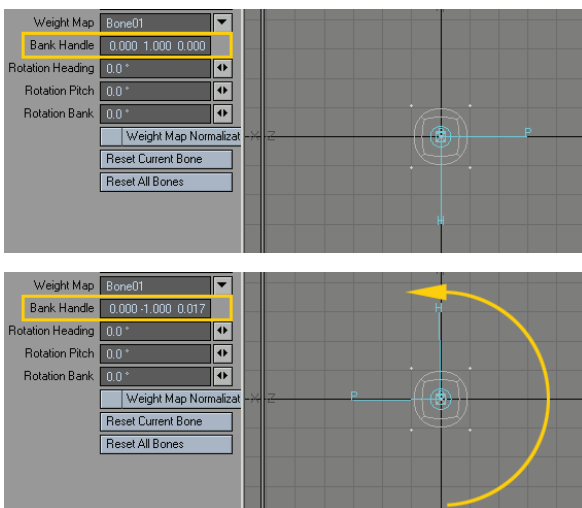 Weight Map Bone01
Bank Handle 0.000 1.000 0.000
Rotation Heading 0.0 °
Rotation Pitch 0.0 °
Rotation Bank 0.0 °
Weight Map Normalizat
Reset Current Bone
Reset All Bones
X Z
P
H
Weight Map Bone01
Bank Handle 0.000 -1.000 0.017
Rotation Heading 0.0 °
Rotation Pitch 0.0 °
Rotation Bank 0.0 °
Weight Map Normalizat
Reset Current Bone
Reset All Bones
H
P
X Z